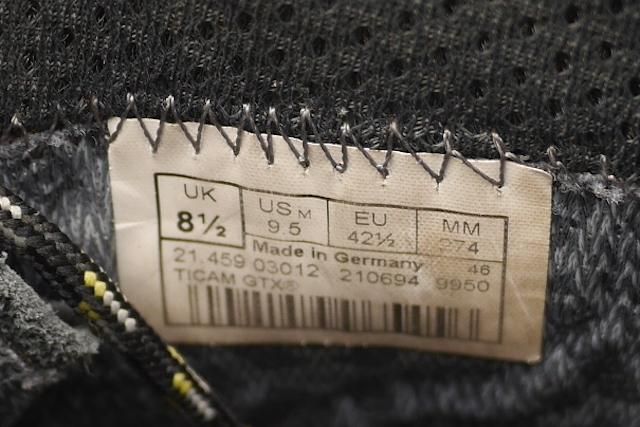 UK US M EU MM
8½ 9.5 42½ 274
Made in Germany 46
21.459 03012 210694 9950
TICAM GTX®